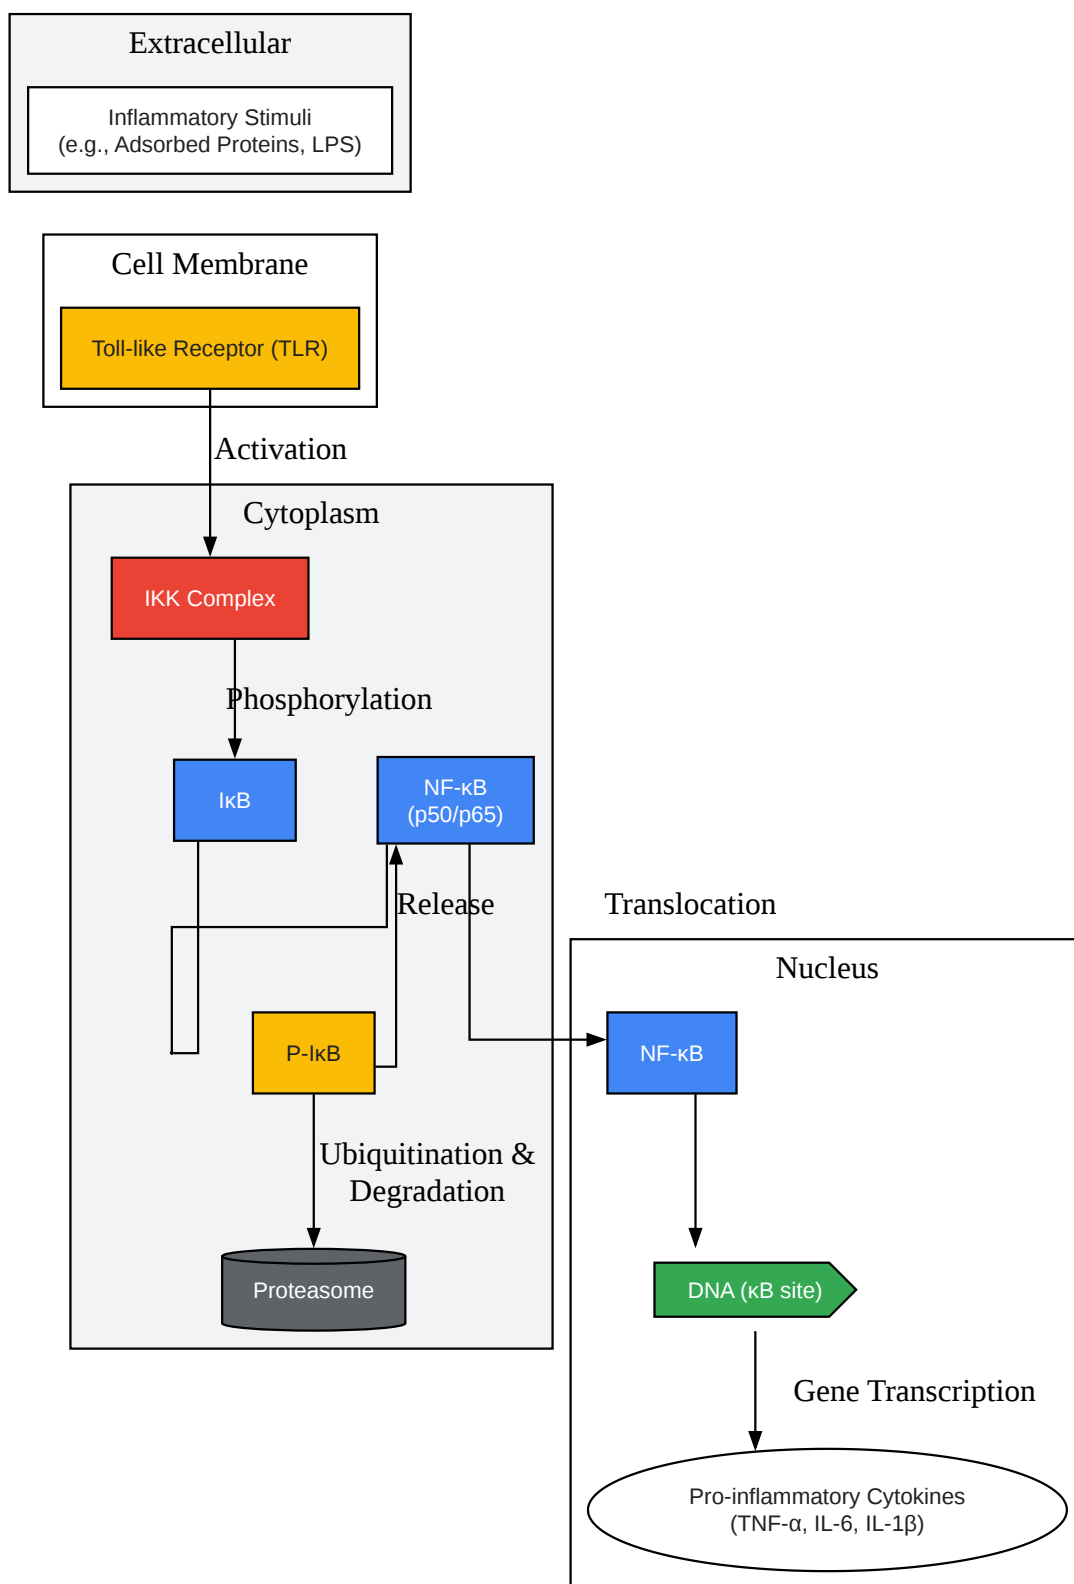 Extracellular
Inflammatory Stimuli
(e.g., Adsorbed Proteins, LPS)
Cell Membrane
Toll-like Receptor (TLR)
Activation
Cytoplasm
IKK Complex
Phosphorylation
IκB
NF-κB
(p50/p65)
Release
Translocation
Nucleus
P-IκB
NF-κB
Ubiquitination &
Degradation
Proteasome
DNA (κB site)
Gene Transcription
Pro-inflammatory Cytokines
(TNF-α, IL-6, IL-1β)